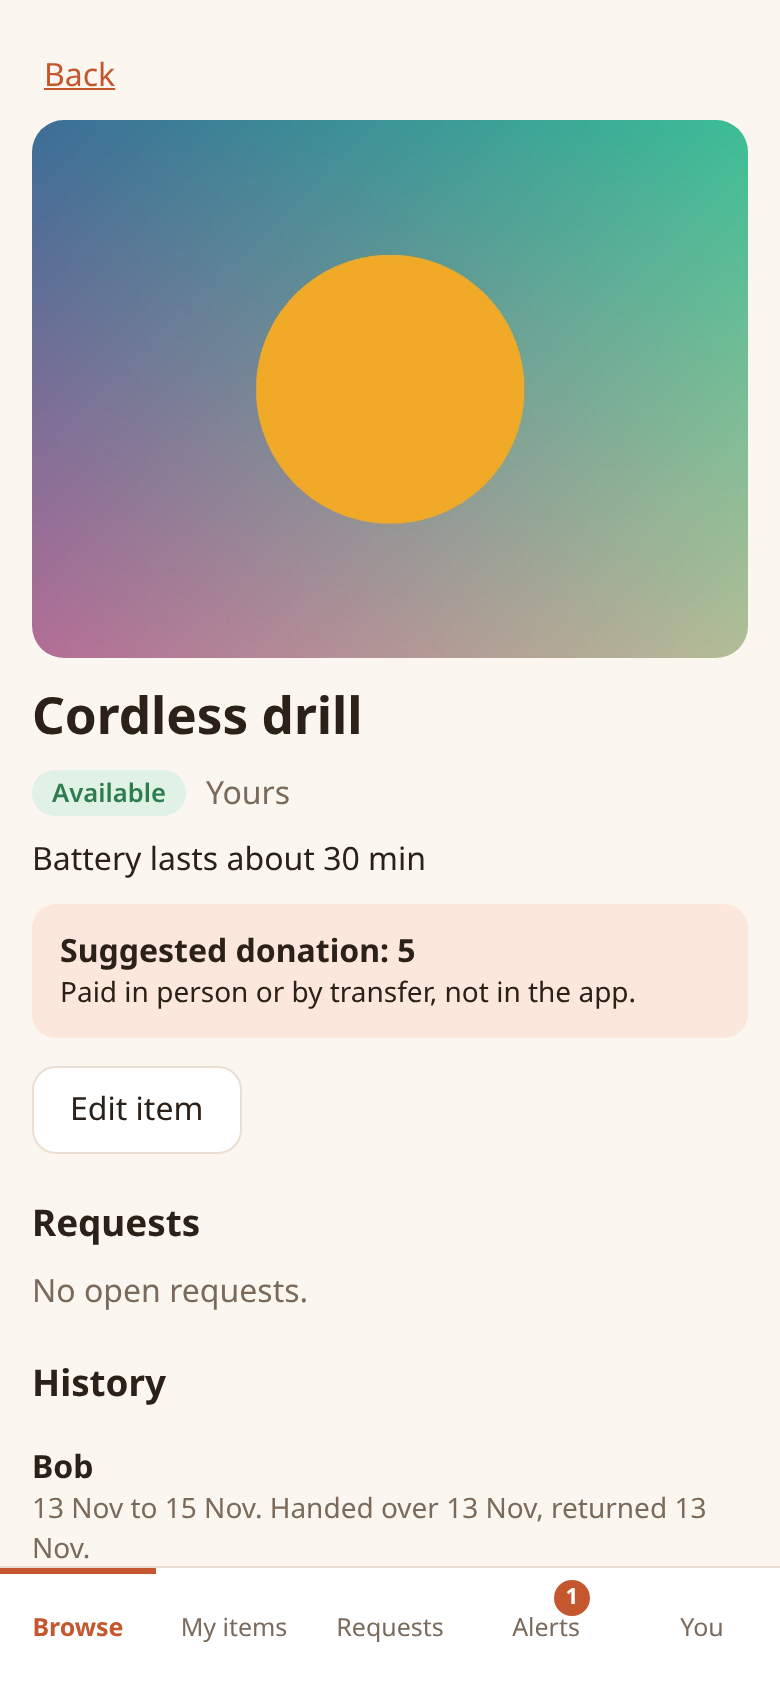 Back
Cordless drill
Available Yours
Battery lasts about 30 min
Suggested donation: 5
Paid in person or by transfer, not in the app.
Edit item
Requests
No open requests.
History
Bob
13 Nov to 15 Nov. Handed over 13 Nov, returned 13
Nov.
1
Browse My items Requests Alerts You